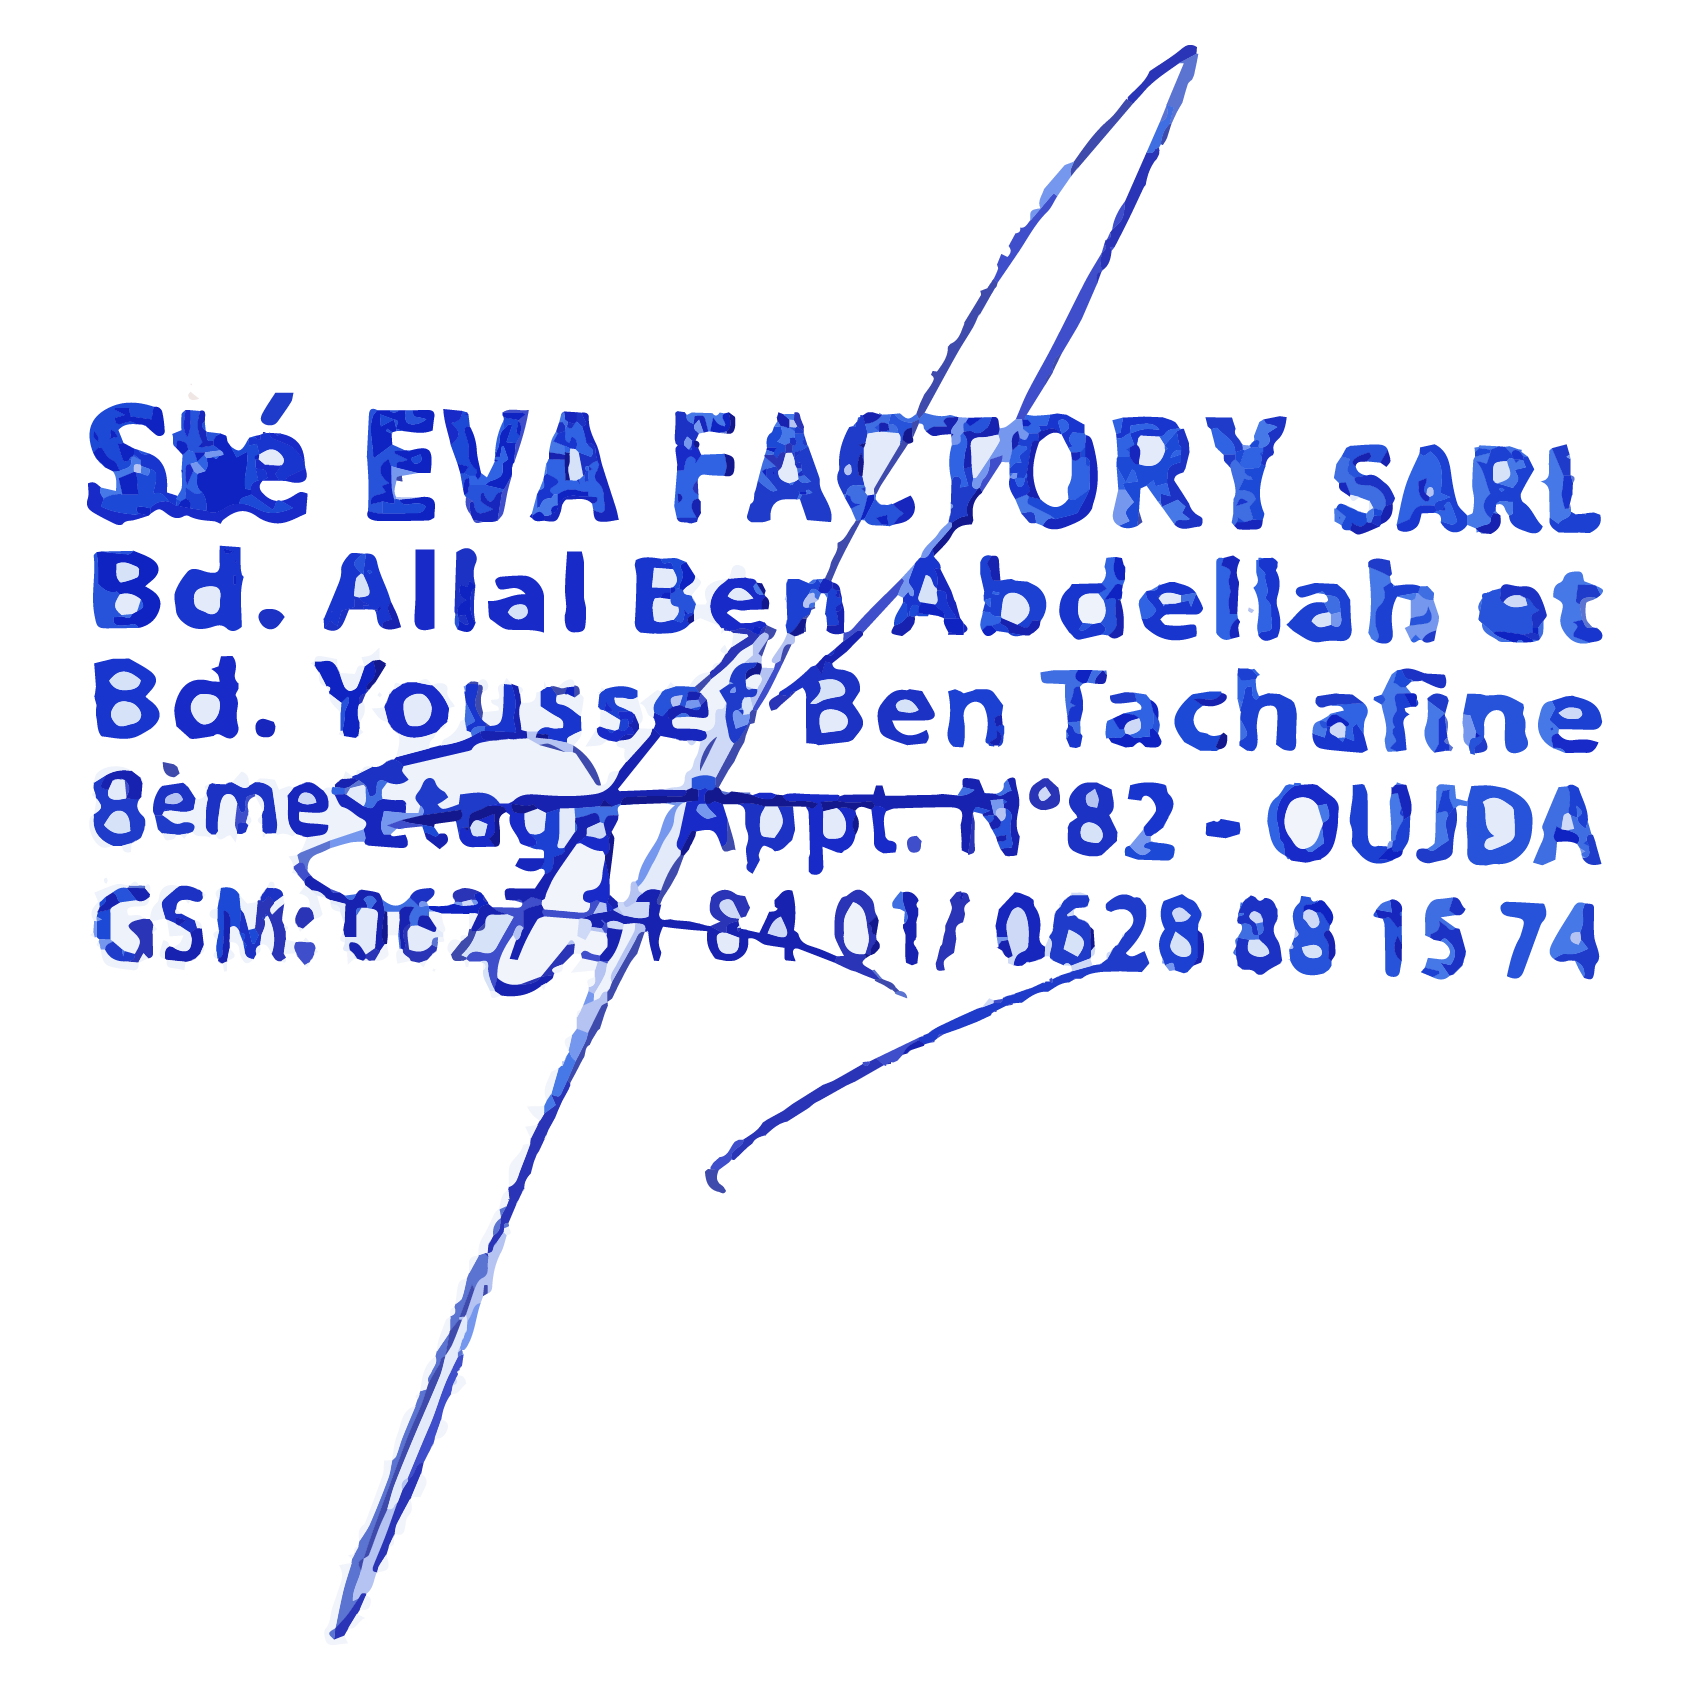 Sté EVA FACTORY SARL
Bd. Allal Ben Abdellah et
Bd. Youssef Ben Tachafine
8ème Etage Appt. N°82 - OUJDA
GSM: 84 01/ 0628 88 15 74